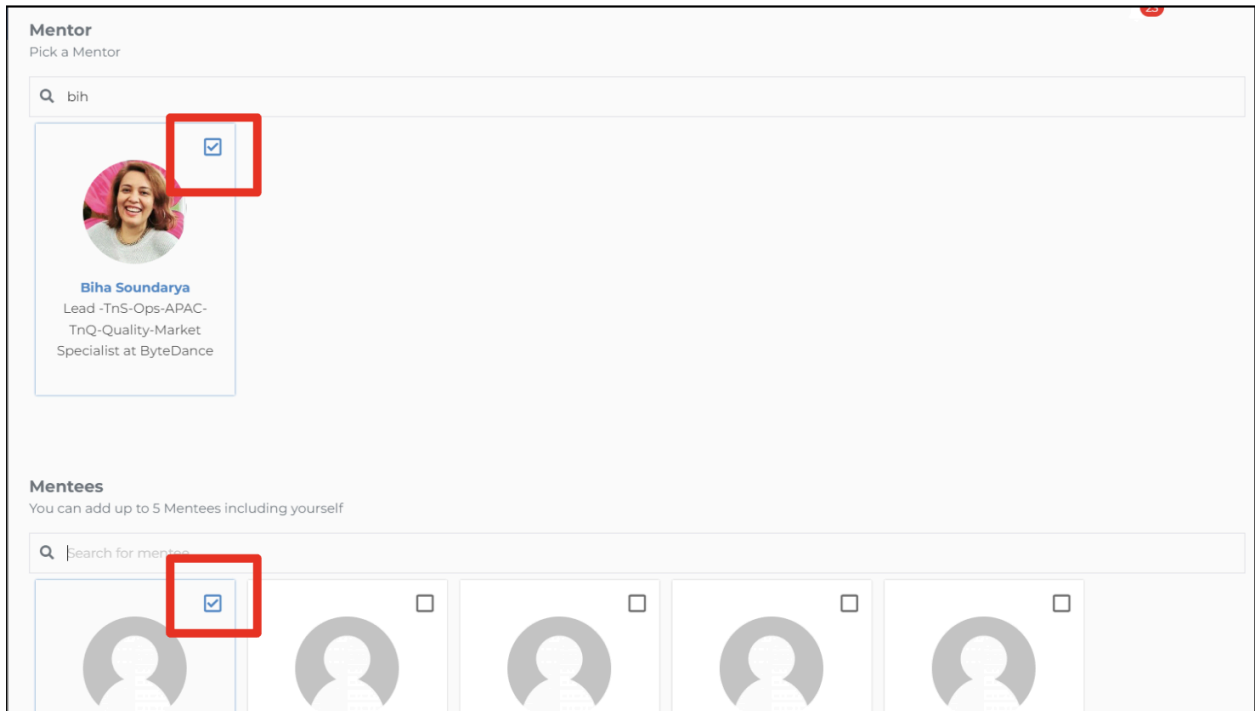 23
Mentor
Pick a Mentor
bih
Biha Soundarya
Lead -TnS-Ops-APAC-
TnQ-Quality-Market
Specialist at ByteDance
Mentees
You can add up to 5 Mentees including yourself
Search for mentee